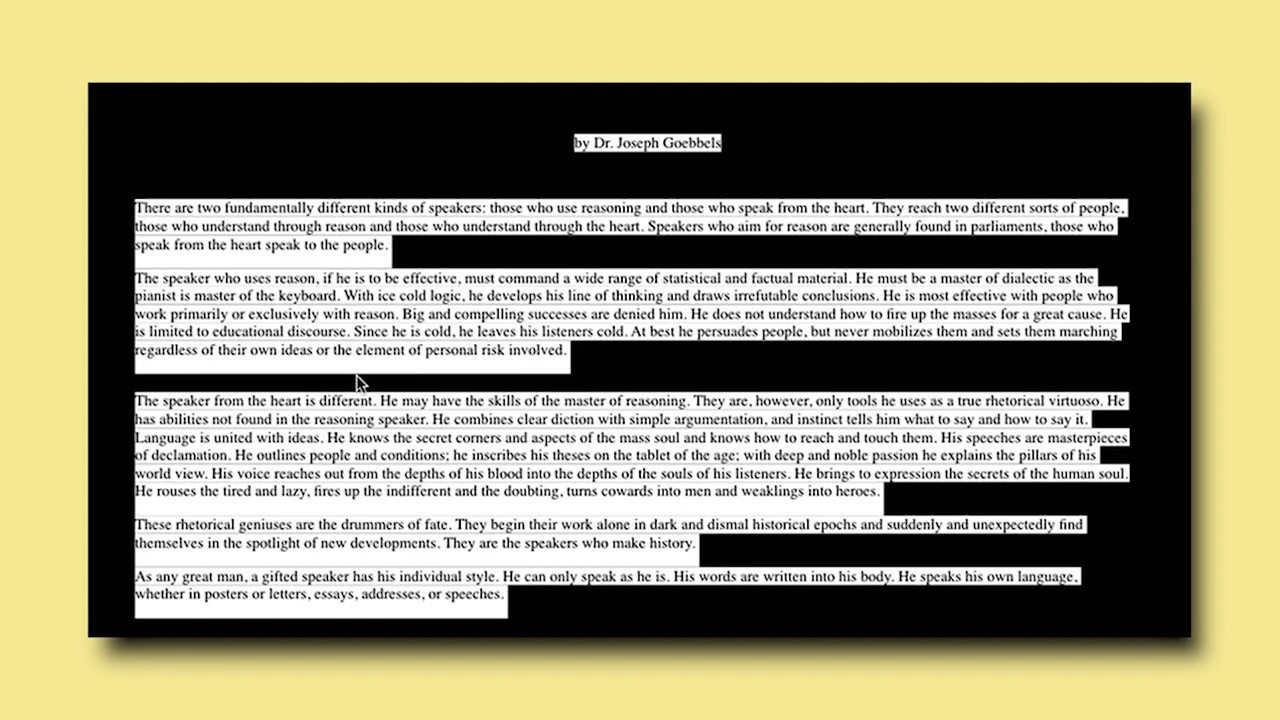 by Dr. Joseph Goebbels
There are two fundamentally different kinds of speakers: those who use reasoning and those who speak from the heart. They reach two different sorts of people,
those who understand through reason and those who understand through the heart. Speakers who aim for reason are generally found in parliaments, those who
speak from the heart speak to the people.
The speaker who uses reason, if he is to be effective, must command a wide range of statistical and factual material. He must be a master of dialectic as the
pianist is master of the keyboard. With ice cold logic, he develops his line of thinking and draws irrefutable conclusions. He is most effective with people who
work primarily or exclusively with reason. Big and compelling successes are denied him. He does not understand how to fire up the masses for a great cause. He
is limited to educational discourse. Since he is cold, he leaves his listeners cold. At best he persuades people, but never mobilizes them and sets them marching
regardless of their own ideas or the element of personal risk involved.
The speaker from the heart is different. He may have the skills of the master of reasoning. They are, however, only tools he uses as a true rhetorical virtuoso. He
has abilities not found in the reasoning speaker. He combines clear diction with simple argumentation, and instinct tells him what to say and how to say it.
Language is united with ideas. He knows the secret corners and aspects of the mass soul and knows how to reach and touch them. His speeches are masterpieces
of declamation. He outlines people and conditions; he inscribes his theses on the tablet of the age; with deep and noble passion he explains the pillars of his
world view. His voice reaches out from the depths of his blood into the depths of the souls of his listeners. He brings to expression the secrets of the human soul.
He rouses the tired and lazy, fires up the indifferent and the doubting, turns cowards into men and weaklings into heroes.
These rhetorical geniuses are the drummers of fate. They begin their work alone in dark and dismal historical epochs and suddenly and unexpectedly find
themselves in the spotlight of new developments. They are the speakers who make history.
As any great man, a gifted speaker has his individual style. He can only speak as he is. His words are written into his body. He speaks his own language,
whether in posters or letters, essays, addresses, or speeches.